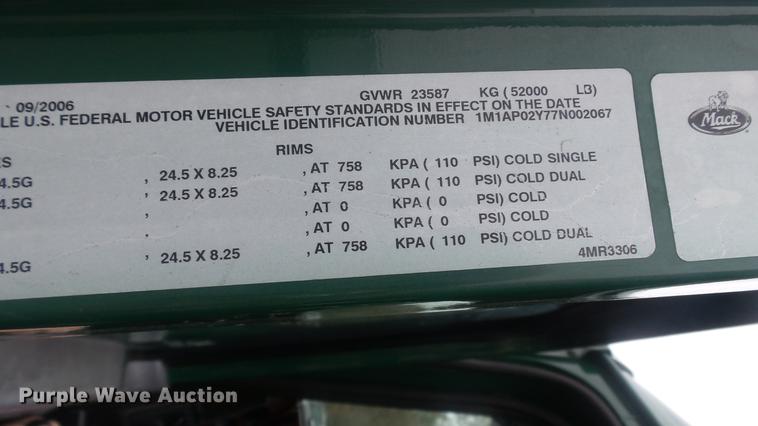 09/2006 GVWR 23587 KG ( 52000 LB)
LE U.S. FEDERAL MOTOR VEHICLE SAFETY STANDARDS IN EFFECT ON THE DATE
VEHICLE IDENTIFICATION NUMBER 1M1AP02Y77N002067
ES RIMS
4.5G , 24.5 X 8.25 , AT 758 KPA ( 110 PSI) COLD SINGLE
4.5G , 24.5 X 8.25 , AT 758 KPA ( 110 PSI) COLD DUAL
, , AT 0 KPA ( 0 PSI) COLD
, , AT 0 KPA ( 0 PSI) COLD
4.5G , 24.5 X 8.25 , AT 758 KPA ( 110 PSI) COLD DUAL
4MR3306
Mack
Purple Wave Auction